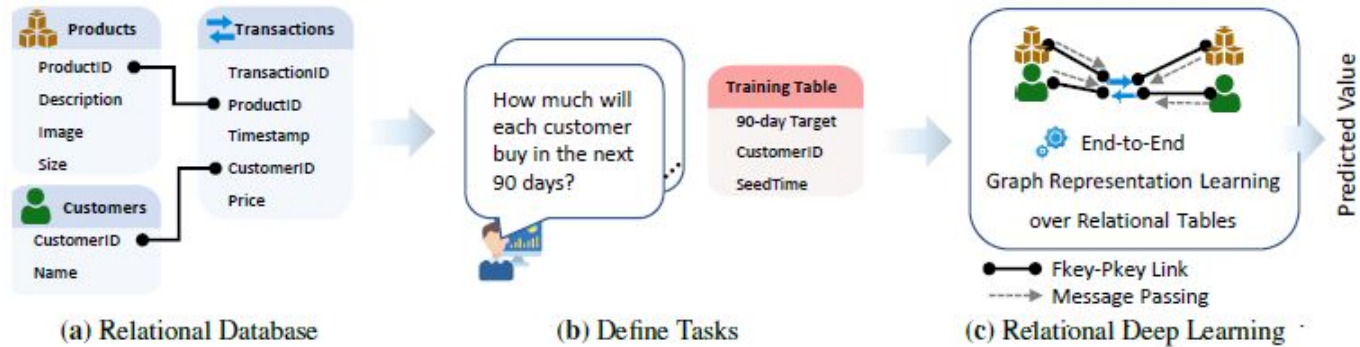 Products
ProductID
Description
Image
Size
Customers
CustomerID
Name
Transactions
TransactionID
ProductID
Timestamp
CustomerID
Price
(a) Relational Database
How much will
each customer
buy in the next
90 days?
Training Table
90-day Target
CustomerID
SeedTime
(b) Define Tasks
End-to-End
Graph Representation Learning
over Relational Tables
Fkey-Pkey Link
Message Passing
(c) Relational Deep Learning
Predicted Value